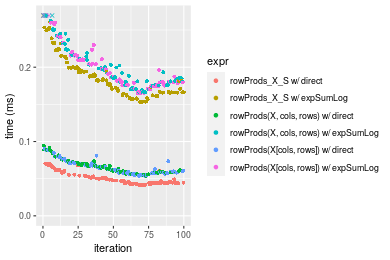 time (ms)
0.2
0.1
0.0
0
25
50
75
100
iteration
expr
rowProds_X_S w/ direct
rowProds_X_S w/ expSumLog
rowProds(X, cols, rows) w/ direct
rowProds(X, cols, rows) w/ expSumLog
rowProds(X[cols, rows]) w/ direct
rowProds(X[cols, rows]) w/ expSumLog